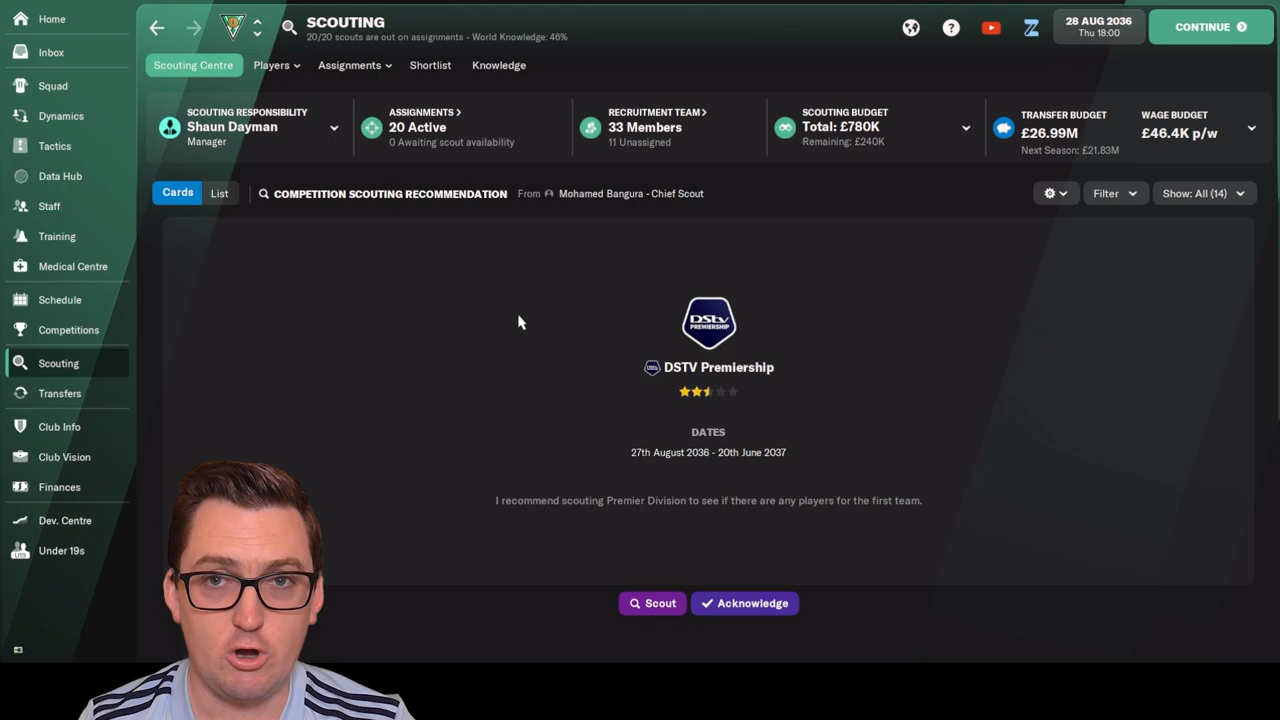 Home
Inbox
Squad
Dynamics
Tactics
Data Hub
Staff
Training
Medical Centre
Schedule
Competitions
Scouting
Transfers
Club Info
Club Vision
Finances
Dev. Centre
Under 19s
U19
SCOUTING
20/20 scouts are out on assignments - World Knowledge: 46%
28 AUG 2036
Thu 18:00
CONTINUE
Scouting Centre
Players
Assignments
Shortlist
Knowledge
SCOUTING RESPONSIBILITY
Shaun Dayman
Manager
ASSIGNMENTS >
20 Active
0 Awaiting scout availability
RECRUITMENT TEAM >
33 Members
11 Unassigned
SCOUTING BUDGET
Total: £780K
Remaining: £240K
TRANSFER BUDGET
£26.99M
Next Season: £21.83M
WAGE BUDGET
£46.4K p/w
Cards
List
COMPETITION SCOUTING RECOMMENDATION From Mohamed Bangura - Chief Scout
Filter
Show: All (14)
DStv
PREMIERSHIP
DSTV Premiership
DATES
27th August 2036 - 20th June 2037
I recommend scouting Premier Division to see if there are any players for the first team.
Scout
Acknowledge